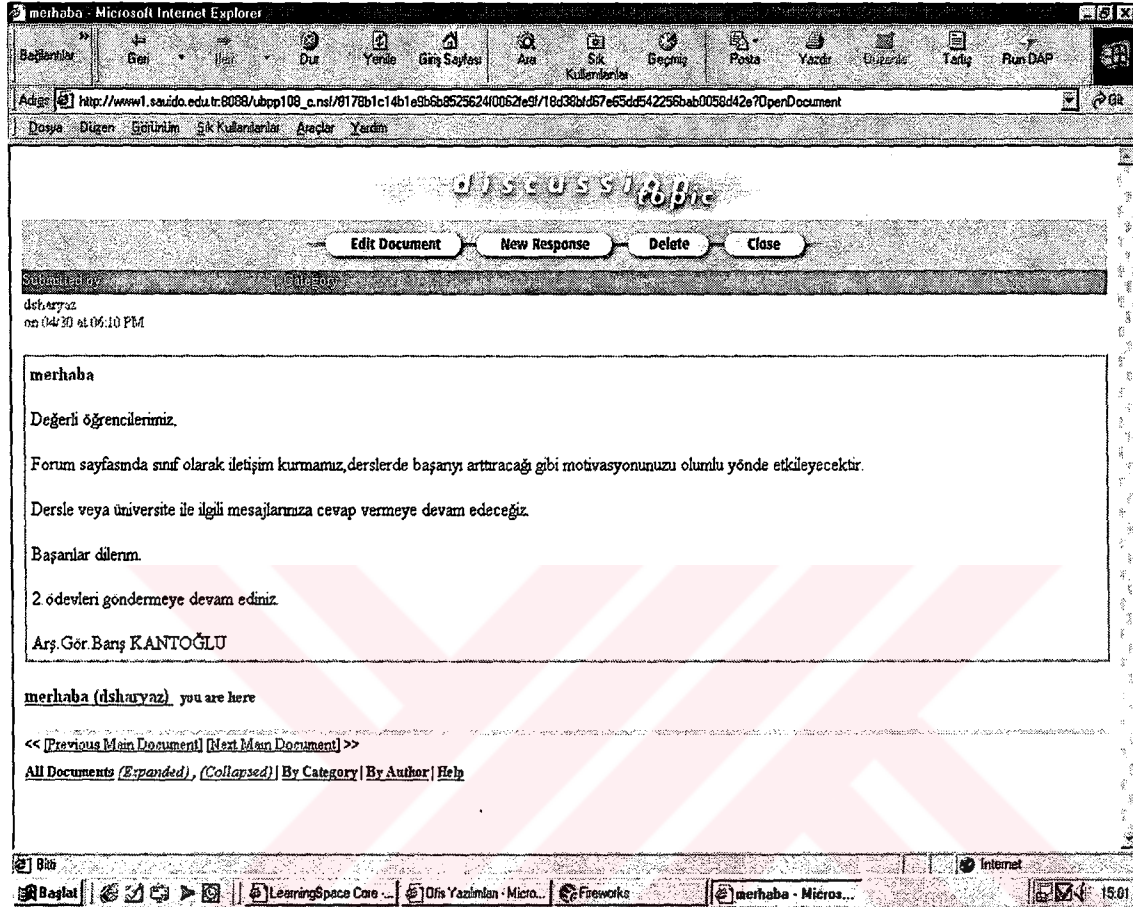 merhaba - Microsoft Internet Explorer
Bağlantılar » Geri İleri Dur Yenile Giriş Sayfası Ara Sık Kullanılanlar Geçmiş Posta Yazdır Düzenle Tartış Run DAP
Adres http://www1.sauido.edu.tr:8088/ubpp108_c.nsf/ Git
Dosya Düzen Görünüm Sık Kullanılanlar Araçlar Yardım
discussion
topic
Edit Document New Response Delete Close
Submitted by Category
dsharyaz
on 04/30 at 06:10 PM
merhaba
Değerli öğrencilerimiz,
Forum sayfasında sınıf olarak iletişim kurmamız,derslerde başarıyı arttıracağı gibi motivasyonunuzu olumlu yönde etkileyecektir.
Dersle veya üniversite ile ilgili mesajlarınıza cevap vermeye devam edeceğiz.
Başarılar dilerim.
2.ödevleri göndermeye devam ediniz.
Arş.Gör.Barış KANTOĞLU
merhaba (dsharyaz) you are here
<< [Previous Main Document] [Next Main Document] >>
All Documents (Expanded) , (Collapsed) | By Category | By Author | Help
Bitti Internet
Başlat LearningSpace Core -... Ofis Yazılımları - Micro... Fireworks merhaba - Micros... 15:01